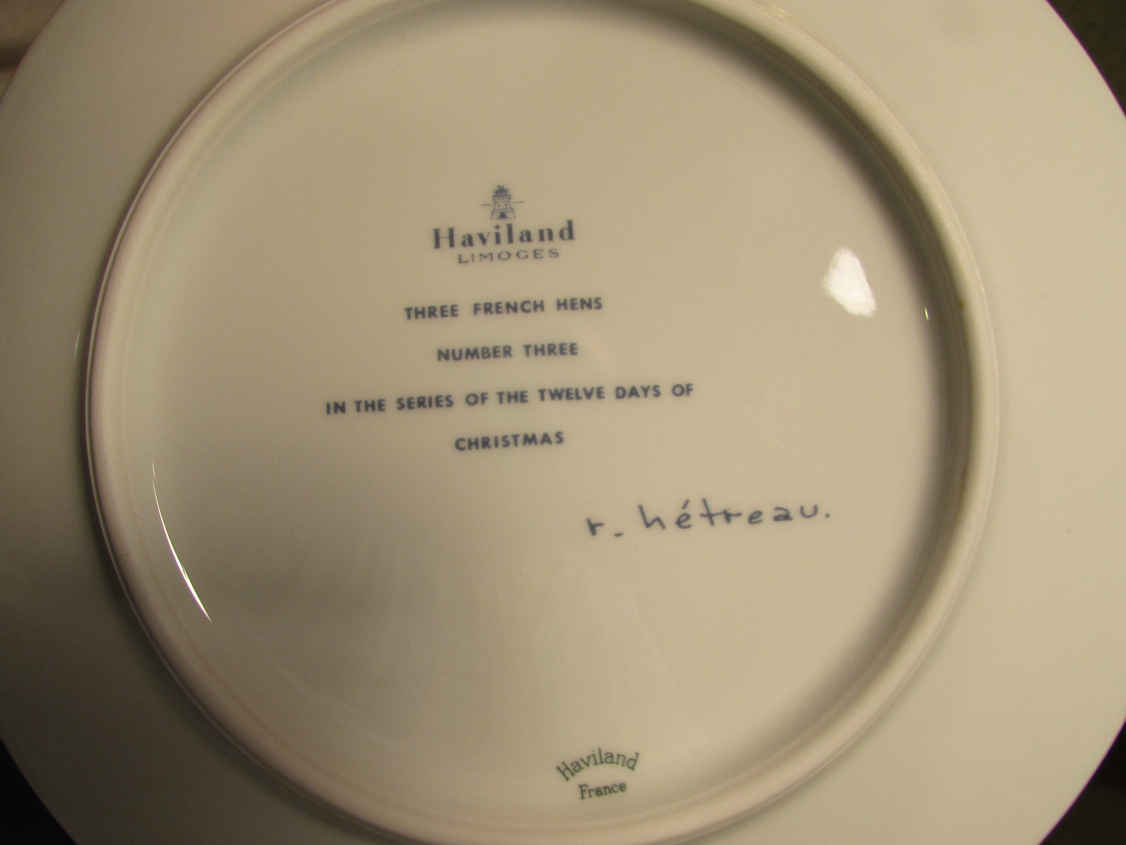 Haviland
LIMOGES
THREE FRENCH HENS
NUMBER THREE
IN THE SERIES OF THE TWELVE DAYS OF
CHRISTMAS
r. hétreau.
Haviland
France